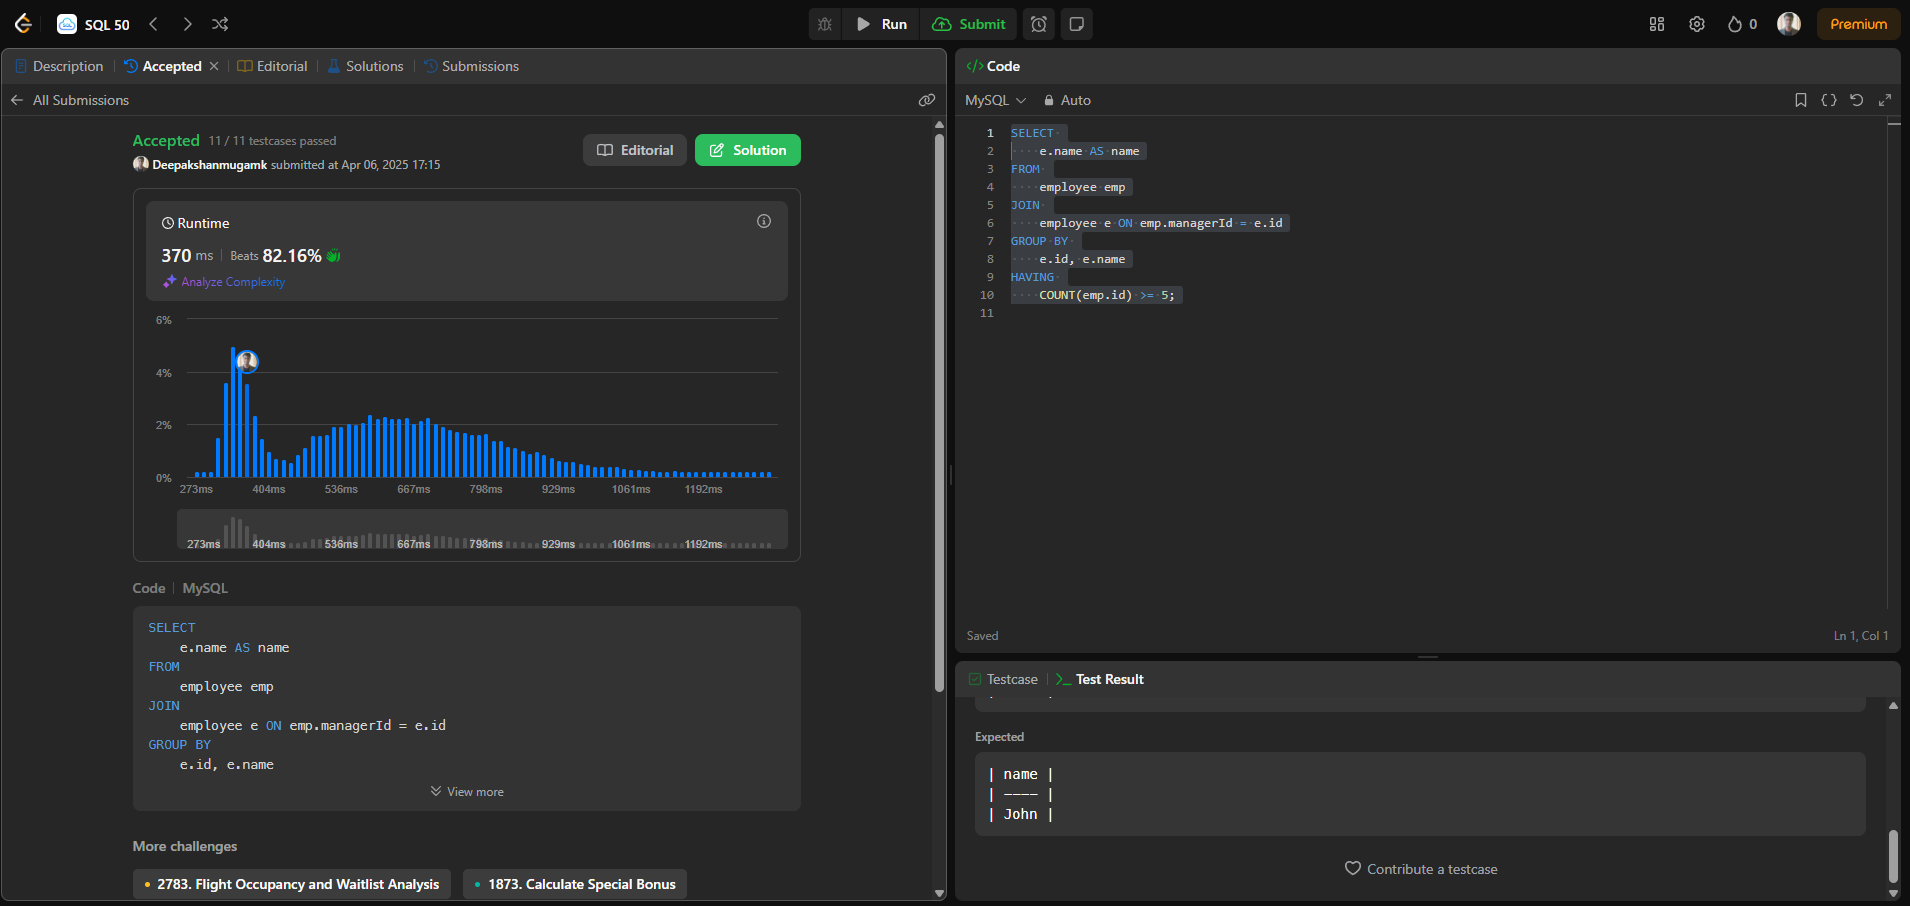 SQL 50
Run
Submit
0
Premium
Description
Accepted
Editorial
Solutions
Submissions
All Submissions
Accepted 11 / 11 testcases passed
Deepakshanmugamk submitted at Apr 06, 2025 17:15
Editorial
Solution
Runtime
370 ms Beats 82.16%
Analyze Complexity
6%
4%
2%
0%
273ms 404ms 536ms 667ms 798ms 929ms 1061ms 1192ms
273ms 404ms 536ms 667ms 798ms 929ms 1061ms 1192ms
Code MySQL
SELECT
e.name AS name
FROM
employee emp
JOIN
employee e ON emp.managerId = e.id
GROUP BY
e.id, e.name
View more
More challenges
2783. Flight Occupancy and Waitlist Analysis
1873. Calculate Special Bonus
</> Code
MySQL
Auto
1 SELECT
2 e.name AS name
3 FROM
4 employee emp
5 JOIN
6 employee e ON emp.managerId = e.id
7 GROUP BY
8 e.id, e.name
9 HAVING
10 COUNT(emp.id) >= 5;
11
Saved
Ln 1, Col 1
Testcase
Test Result
Expected
| name |
| ---- |
| John |
Contribute a testcase